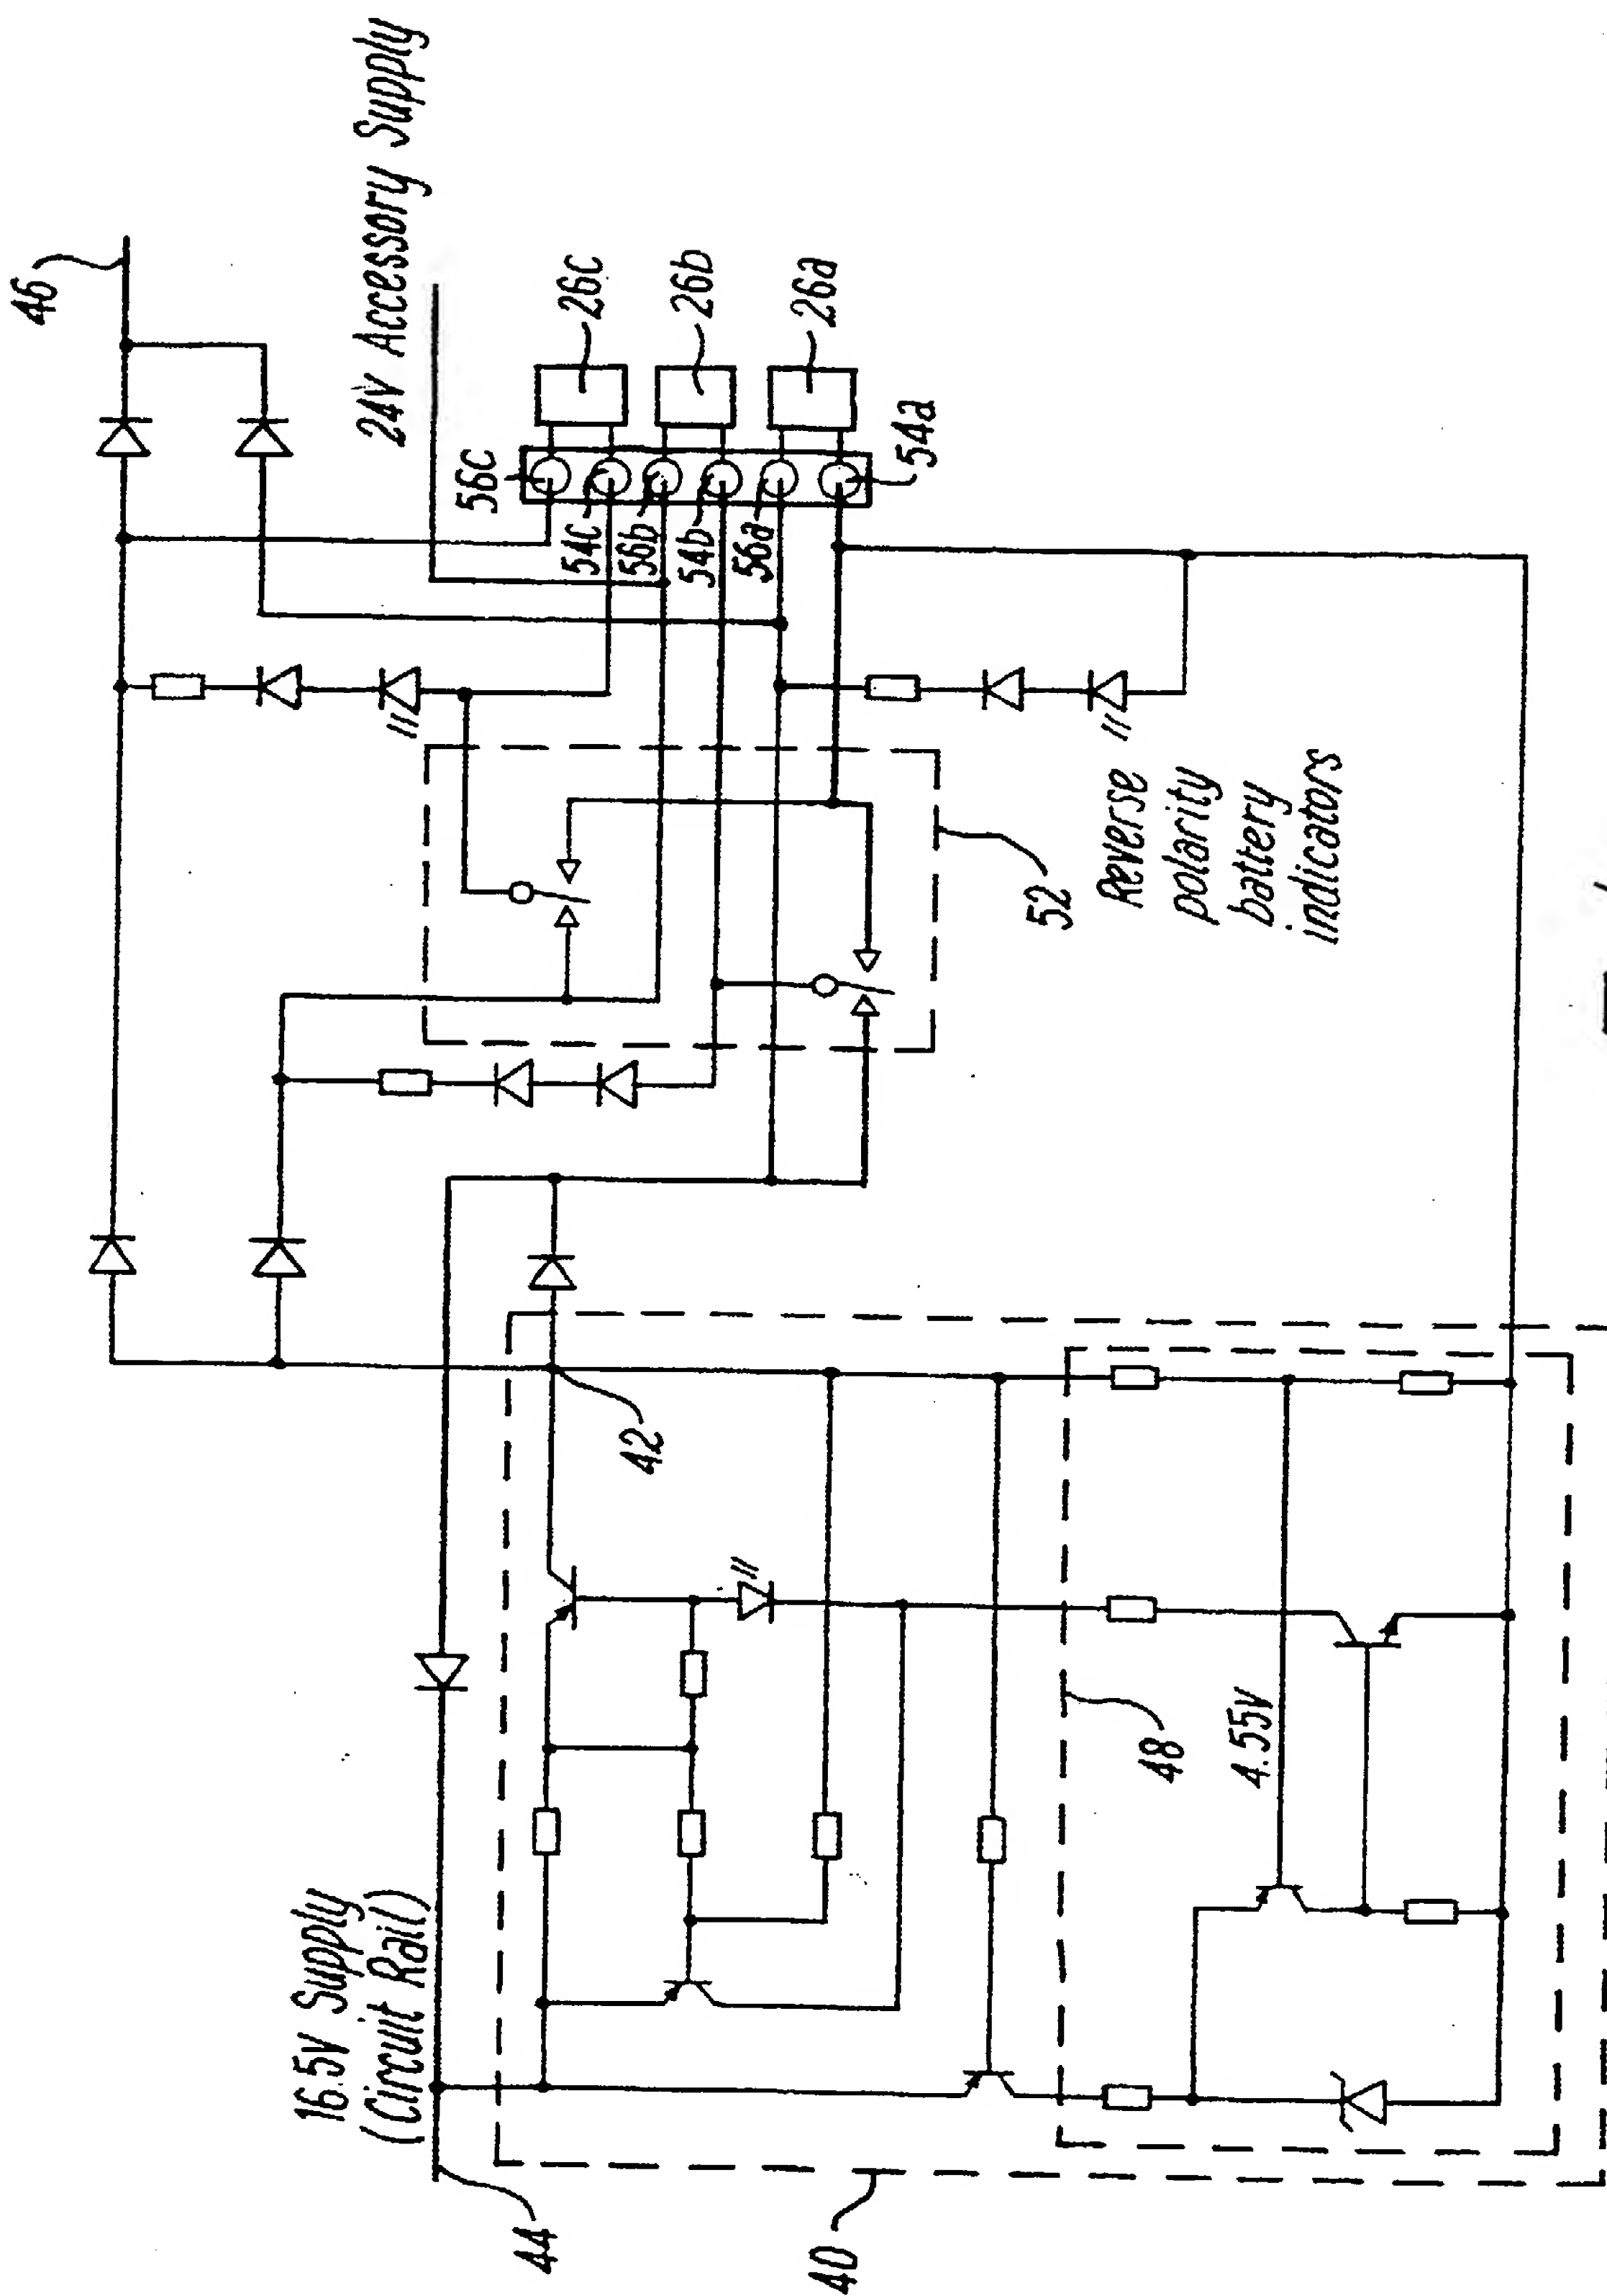 46
24V Accessory Supply
56c
54c
56b
54b
56a
54a
26c
26b
26a
52
Reverse
polarity
battery
indicators
42
16.5V Supply
(Circuit Rail)
48
4.55V
44
40